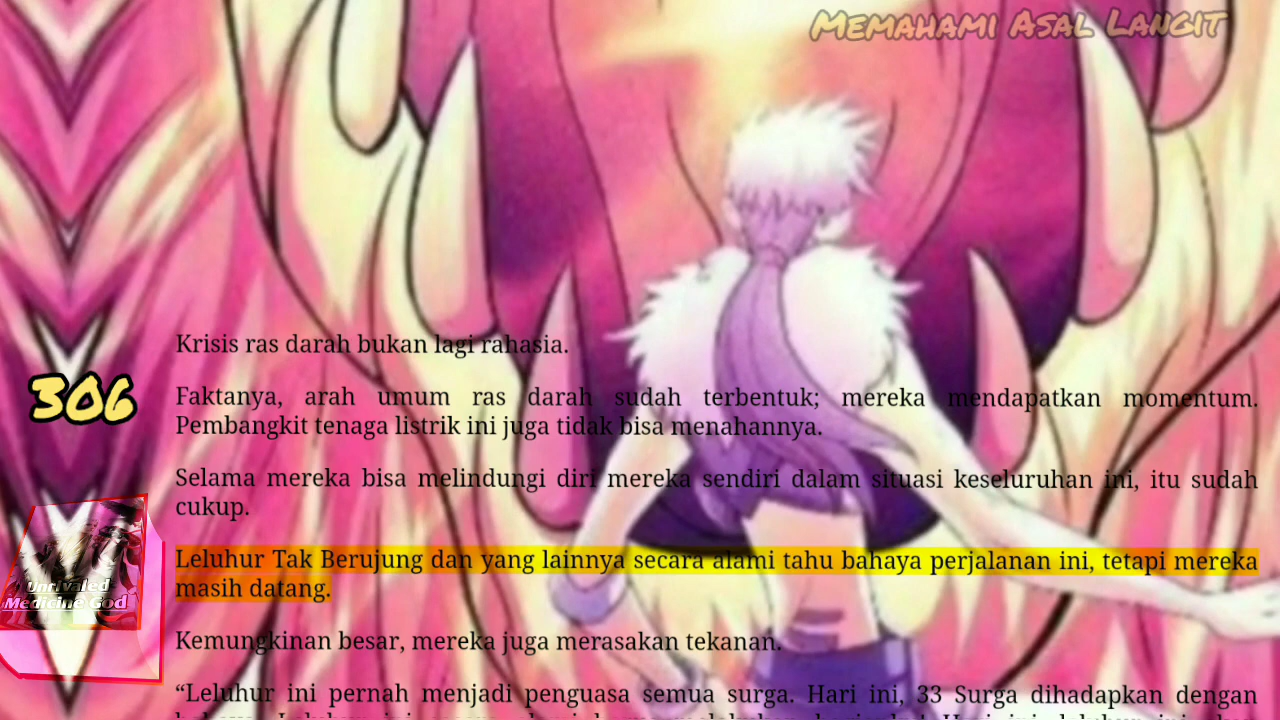 Memahami Asal Langit
Krisis ras darah bukan lagi rahasia.
306
Faktanya, arah umum ras darah sudah terbentuk; mereka mendapatkan momentum.
Pembangkit tenaga listrik ini juga tidak bisa menahannya.
Selama mereka bisa melindungi diri mereka sendiri dalam situasi keseluruhan ini, itu sudah
cukup.
Leluhur Tak Berujung dan yang lainnya secara alami tahu bahaya perjalanan ini, tetapi mereka
masih datang.
Unrivaled
Medicine God
Kemungkinan besar, mereka juga merasakan tekanan.
“Leluhur ini pernah menjadi penguasa semua surga. Hari ini, 33 Surga dihadapkan dengan